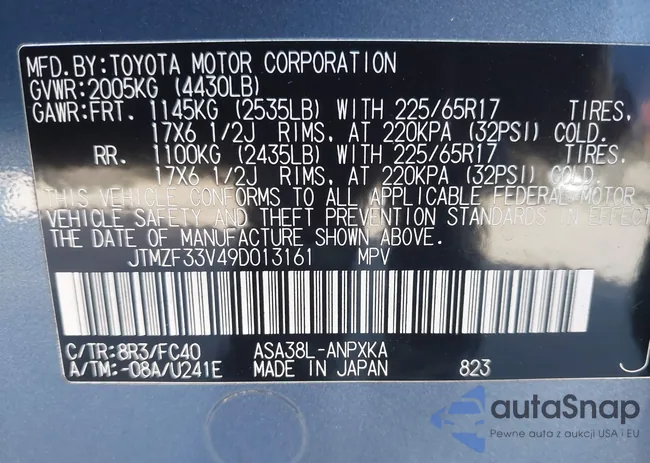 MFD.BY:TOYOTA MOTOR CORPORATION
GVWR:2005KG (4430LB)
GAWR:FRT. 1145KG (2535LB) WITH 225/65R17 TIRES,
17X6 1/2J RIMS, AT 220KPA (32PSI) COLD.
RR. 1100KG (2435LB) WITH 225/65R17 TIRES,
17X6 1/2J RIMS, AT 220KPA (32PSI) COLD.
THIS VEHICLE CONFORMS TO ALL APPLICABLE FEDERAL MOTOR
VEHICLE SAFETY AND THEFT PREVENTION STANDARDS IN EFFECT
THE DATE OF MANUFACTURE SHOWN ABOVE.
JTMZF33V49D013161 MPV
C/TR:8R3/FC40 ASA38L-ANPXKA
A/TM:-08A/U241E MADE IN JAPAN 823
autaSnap
Pewne auta z aukcji USA i EU